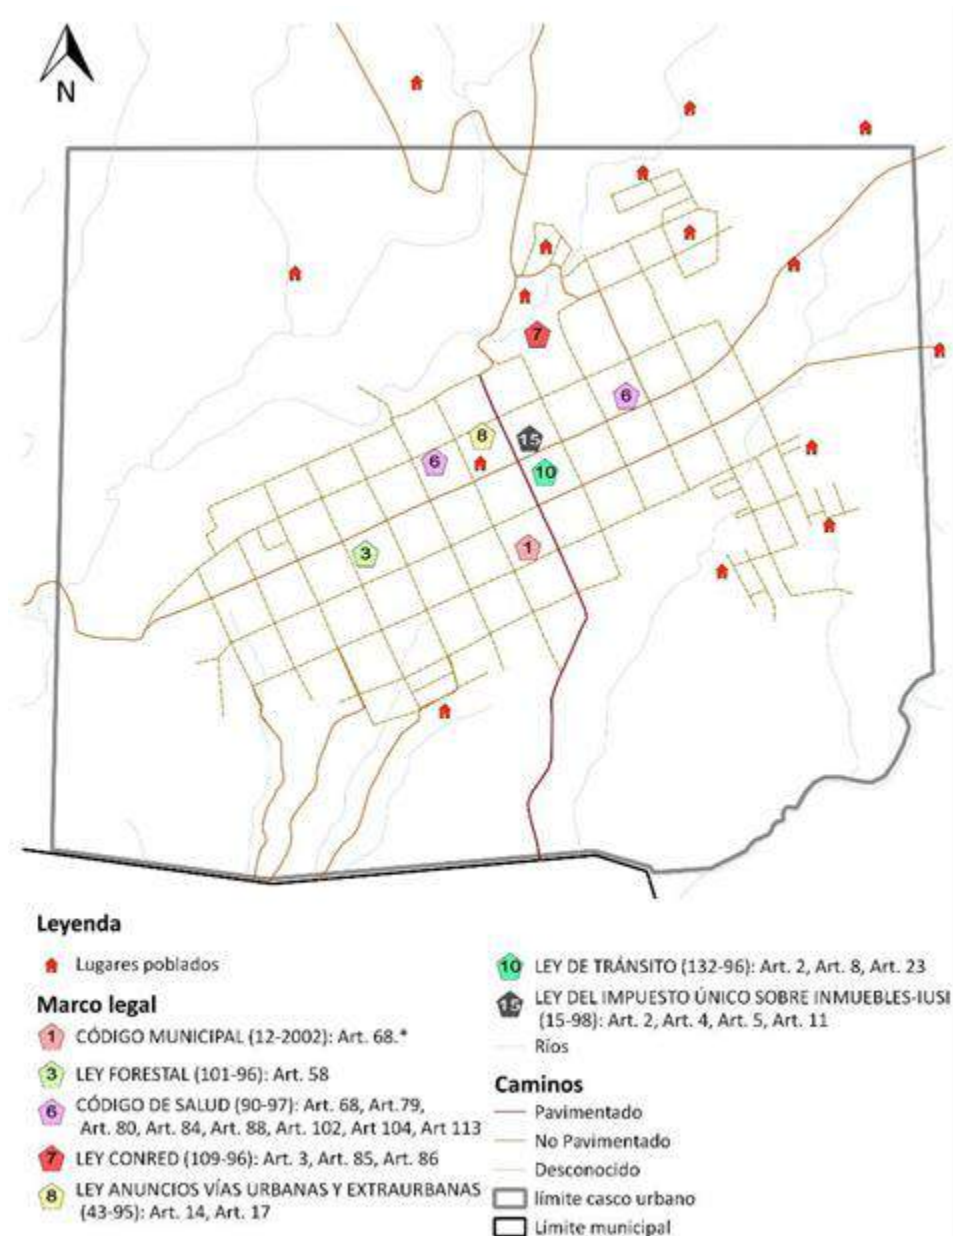 N
7
6
8
15
6
10
3
1
Leyenda
Lugares poblados
Marco legal
1 CÓDIGO MUNICIPAL (12-2002): Art. 68.*
3 LEY FORESTAL (101-96): Art. 58
6 CÓDIGO DE SALUD (90-97): Art. 68, Art.79,
Art. 80, Art. 84, Art. 88, Art. 102, Art 104, Art 113
7 LEY CONRED (109-96): Art. 3, Art. 85, Art. 86
8 LEY ANUNCIOS VÍAS URBANAS Y EXTRAURBANAS
(43-95): Art. 14, Art. 17
10 LEY DE TRÁNSITO (132-96): Art. 2, Art. 8, Art. 23
15 LEY DEL IMPUESTO ÚNICO SOBRE INMUEBLES-IUSI
(15-98): Art. 2, Art. 4, Art. 5, Art. 11
Ríos
Caminos
Pavimentado
No Pavimentado
Desconocido
límite casco urbano
Límite municipal